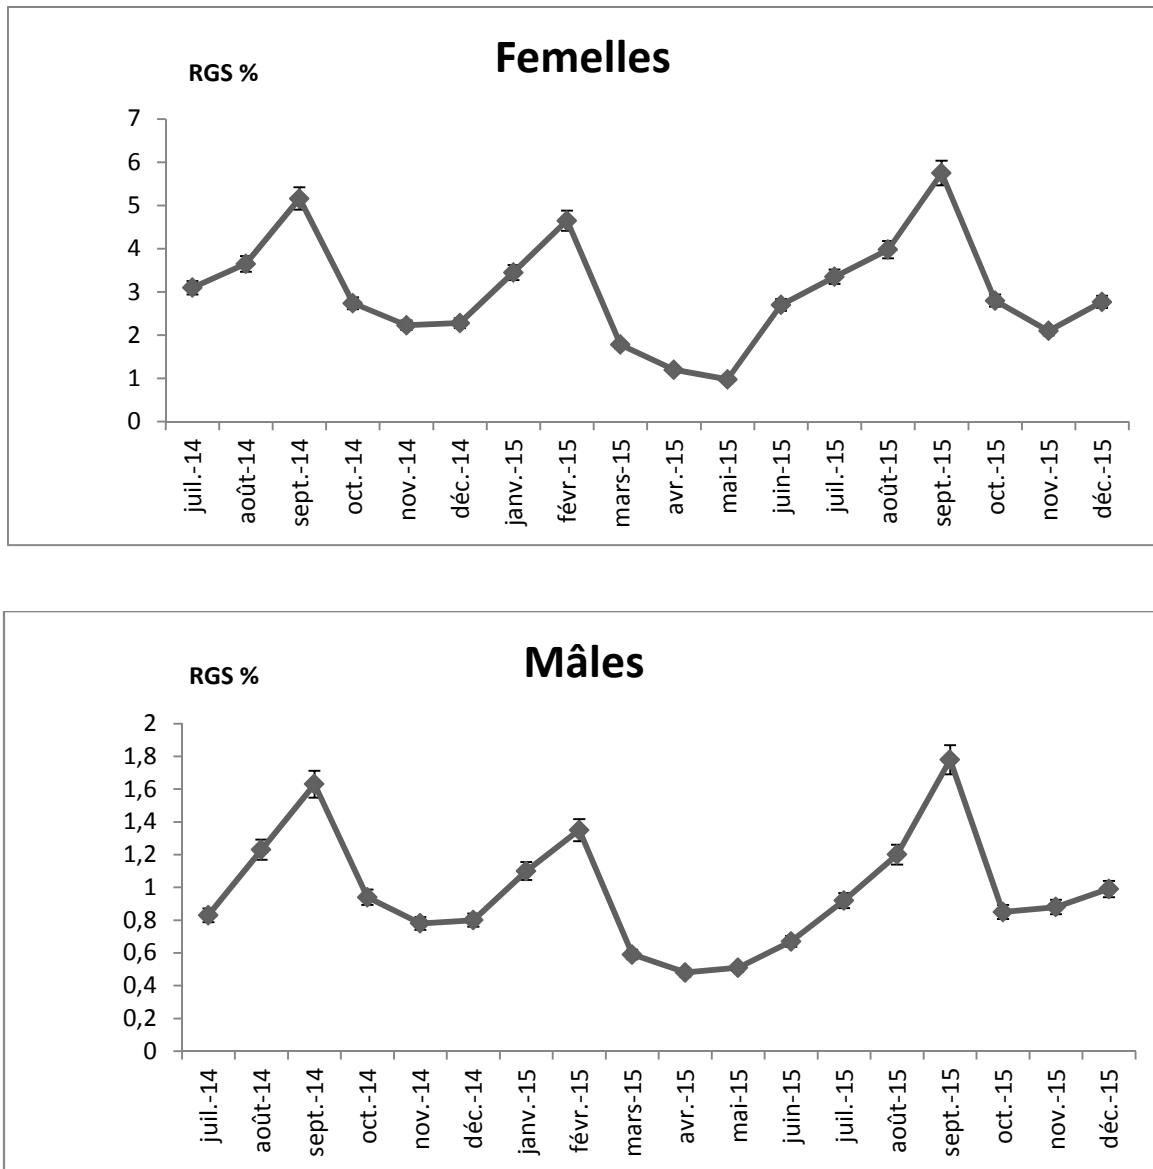 Femelles
RGS %
7
6
5
4
3
2
1
0
juil.-14
août-14
sept.-14
oct.-14
nov.-14
déc.-14
janv.-15
févr.-15
mars-15
avr.-15
mai-15
juin-15
juil.-15
août-15
sept.-15
oct.-15
nov.-15
déc.-15
Mâles
RGS %
2
1,8
1,6
1,4
1,2
1
0,8
0,6
0,4
0,2
0
juil.-14
août-14
sept.-14
oct.-14
nov.-14
déc.-14
janv.-15
févr.-15
mars-15
avr.-15
mai-15
juin-15
juil.-15
août-15
sept.-15
oct.-15
nov.-15
déc.-15